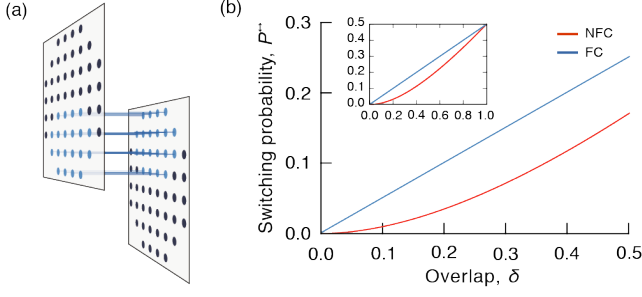 (a)
(b)
Switching probability, P↔
0.3
0.2
0.1
0.0
0.0 0.1 0.2 0.3 0.4 0.5
Overlap, δ
NFC
FC
0.5
0.4
0.3
0.2
0.1
0.0
0.0 0.2 0.4 0.6 0.8 1.0